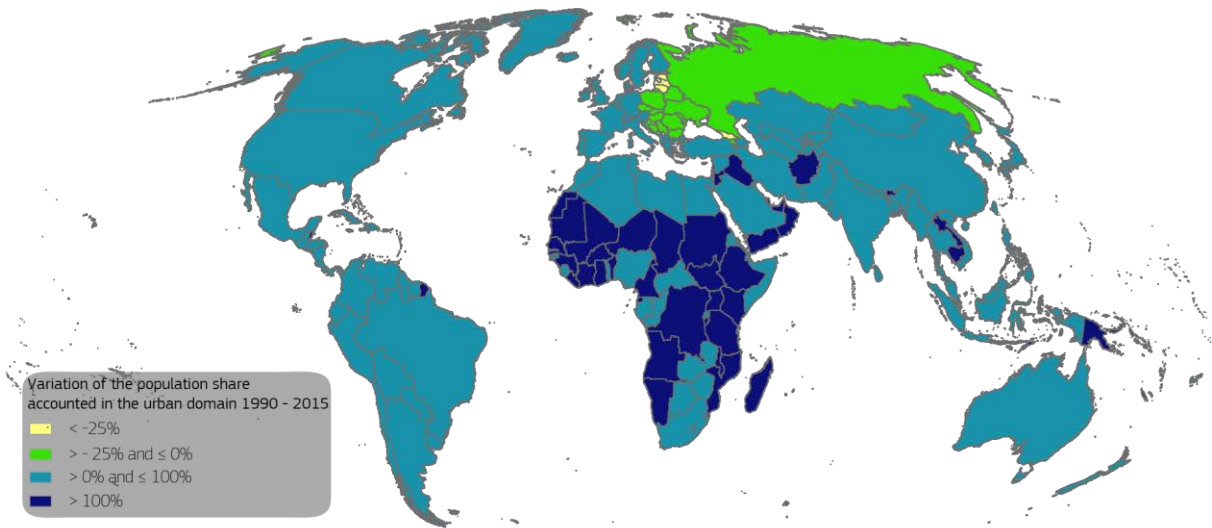 Variation of the population share
accounted in the urban domain 1990 - 2015
< -25%
> - 25% and ≤ 0%
> 0% and ≤ 100%
> 100%